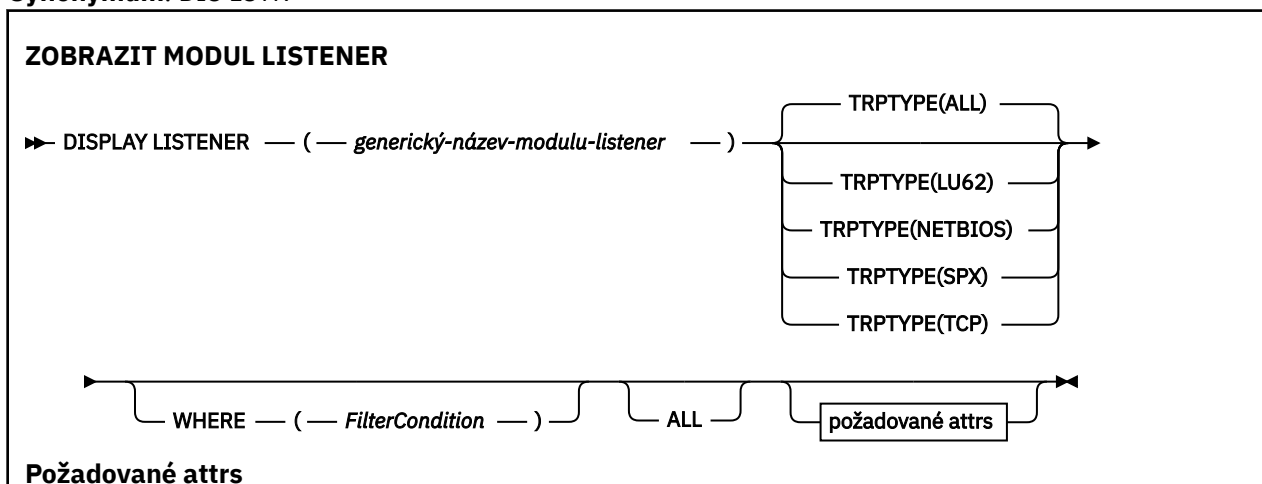 ZOBRAZIT MODUL LISTENER
TRPTYPE(ALL)
DISPLAY LISTENER ( generický-název-modulu-listener )
TRPTYPE(LU62)
TRPTYPE(NETBIOS)
TRPTYPE(SPX)
TRPTYPE(TCP)
WHERE ( FilterCondition ) ALL požadované attrs
Požadované attrs